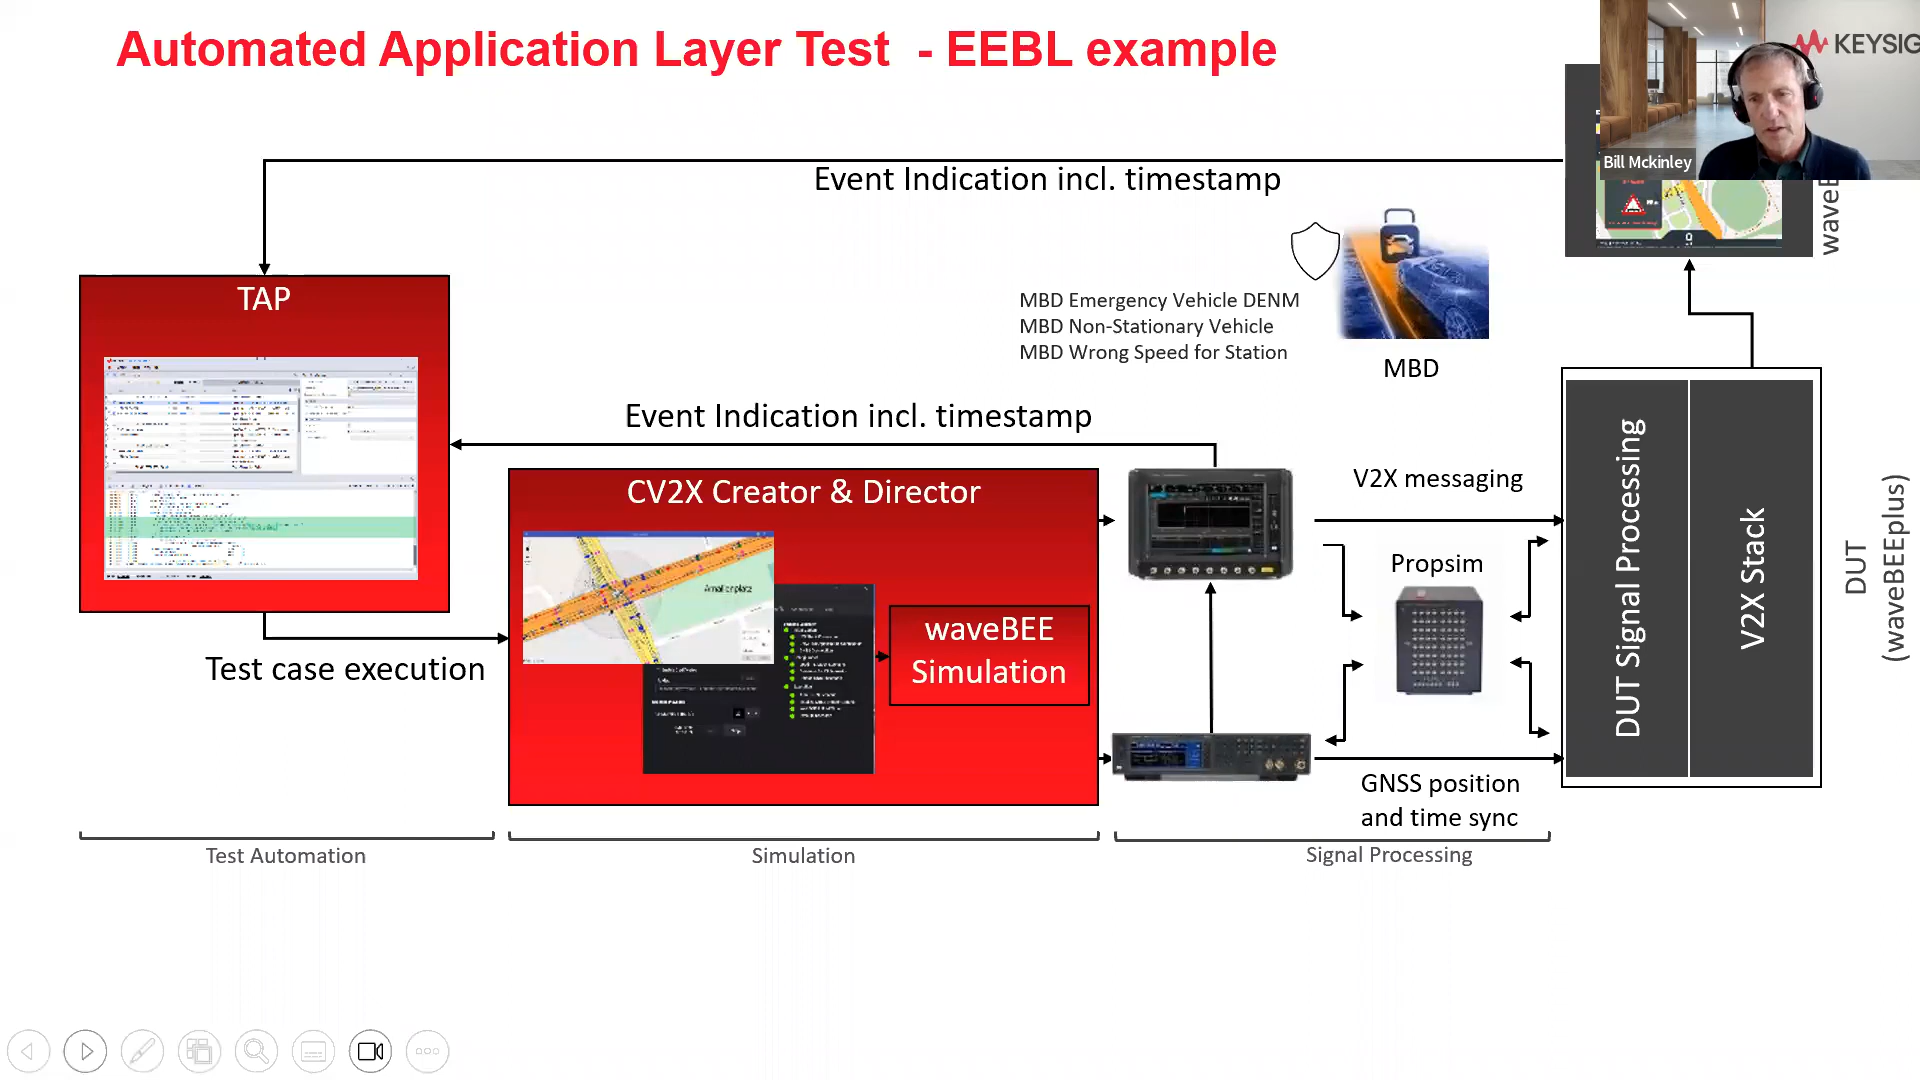 Automated Application Layer Test - EEBL example
KEYSIG
Bill Mckinley
Event Indication incl. timestamp
TAP
MBD Emergency Vehicle DENM
MBD Non-Stationary Vehicle
MBD Wrong Speed for Station
MBD
Event Indication incl. timestamp
CV2X Creator & Director
Amalienplatz
waveBEE
Simulation
Test case execution
V2X messaging
Propsim
GNSS position
and time sync
DUT Signal Processing
V2X Stack
DUT
(waveBEEplus)
Test Automation
Simulation
Signal Processing